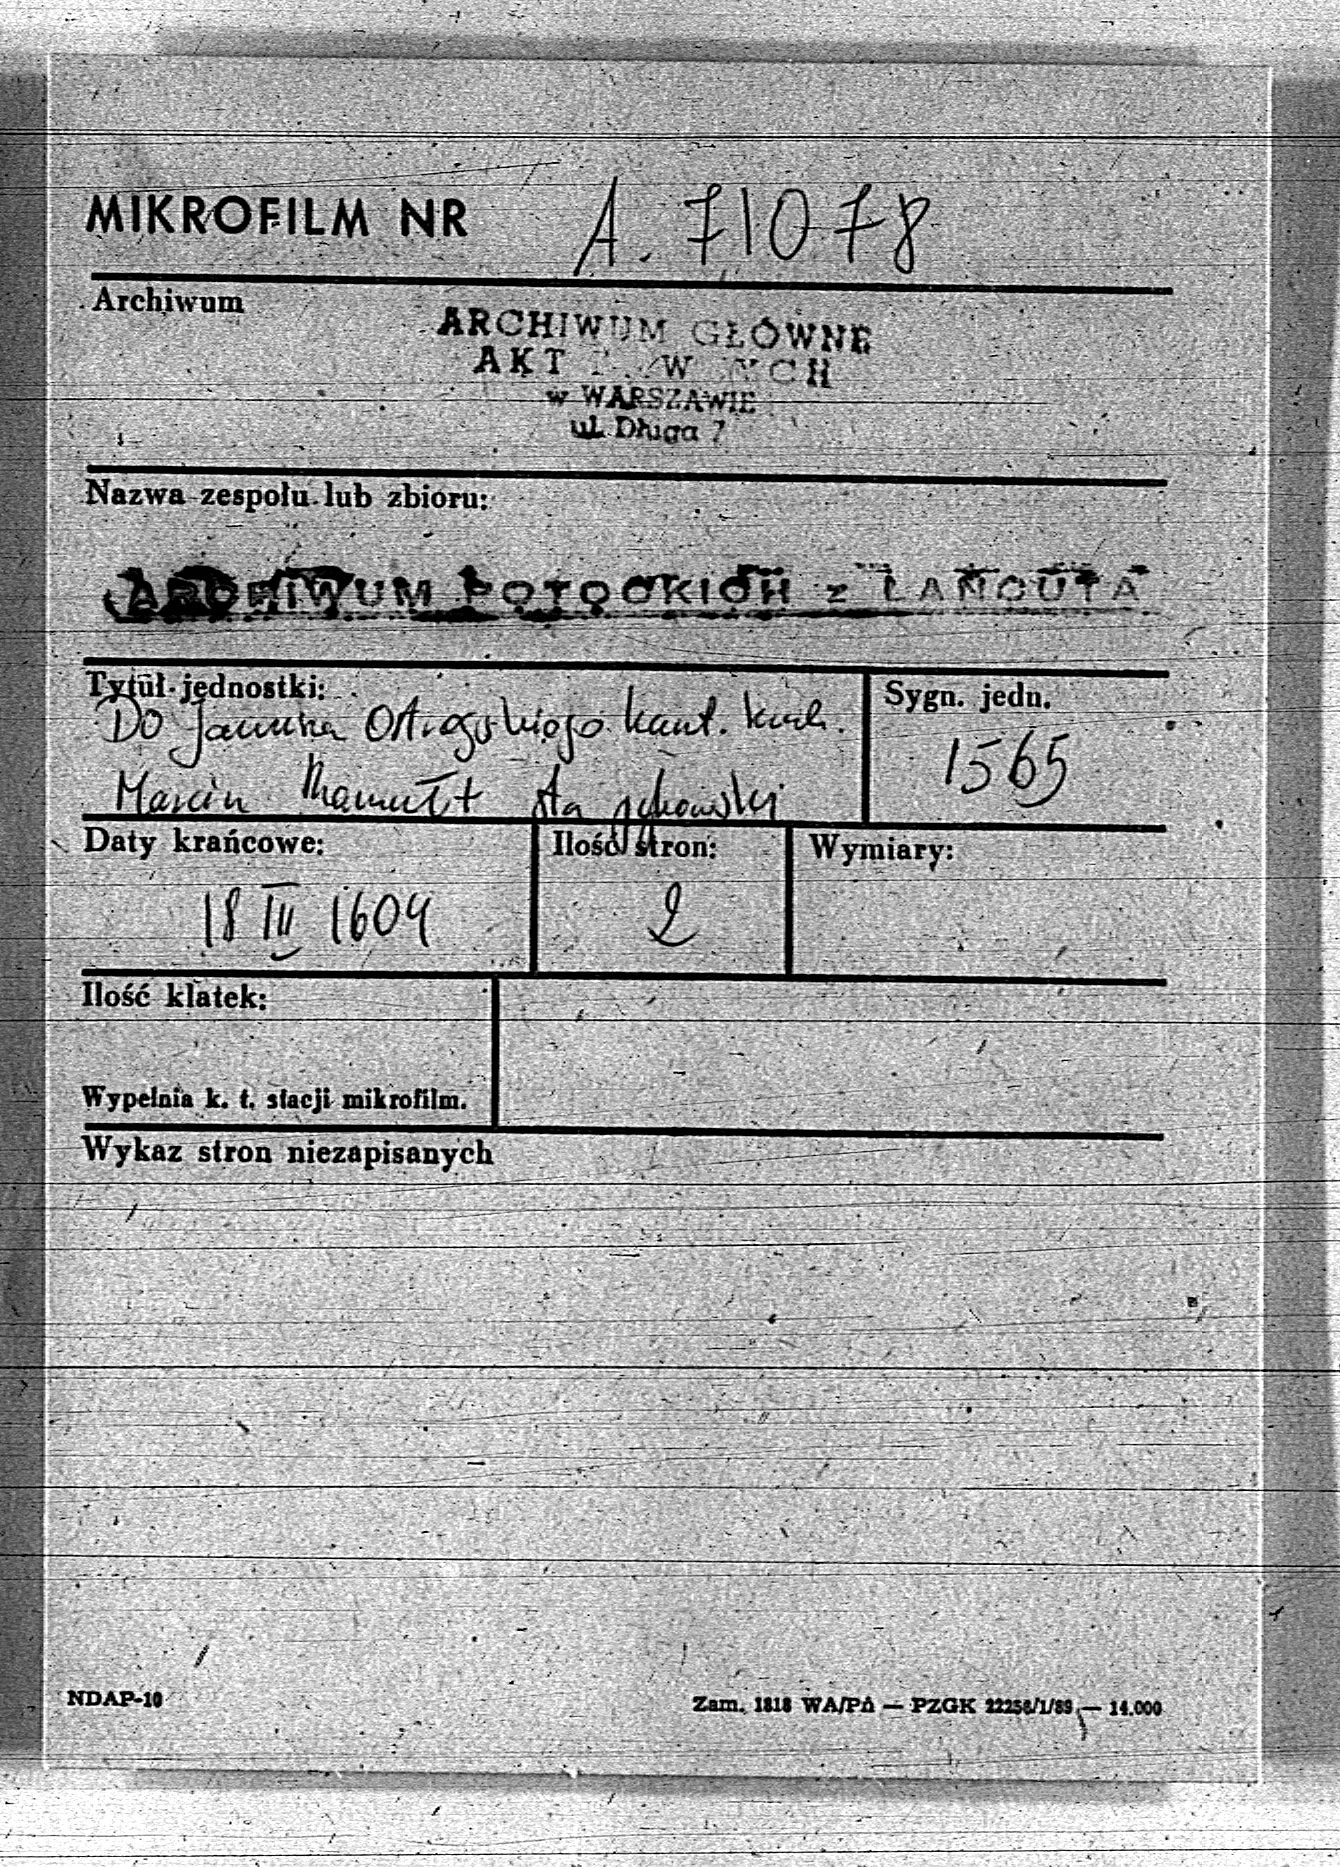 MIKROFILM NR A. 71078
Archiwum
ARCHIWUM GŁÓWNE
AKT
w WARSZAWIE
ul. Długa 7
Nazwa zespołu lub zbioru:
ARCHIWUM POTOCKICH z ŁAŃCUTA
Tytuł jednostki:
Sygn. jedn.
Do Janusza Ostrogskiego kaszt. krak.
1565
Marcin
Daty krańcowe:
Ilość stron:
Wymiary:
18 III 1604
2
Ilość klatek:
Wypełnia k. t. stacji mikrofilm.
Wykaz stron niezapisanych
NDAP-10
Zam. 1818 WA/PA — PZGK 22256/1/89 — 14.000